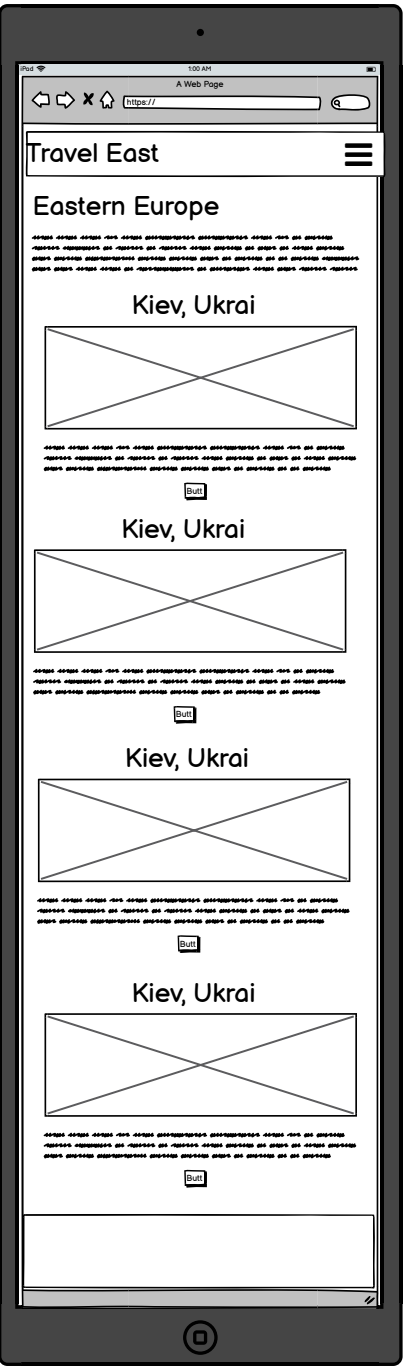 iPad
1:00 AM
A Web Page
https://
Travel East
Eastern Europe
Kiev, Ukrai
Butt
Kiev, Ukrai
Butt
Kiev, Ukrai
Butt
Kiev, Ukrai
Butt